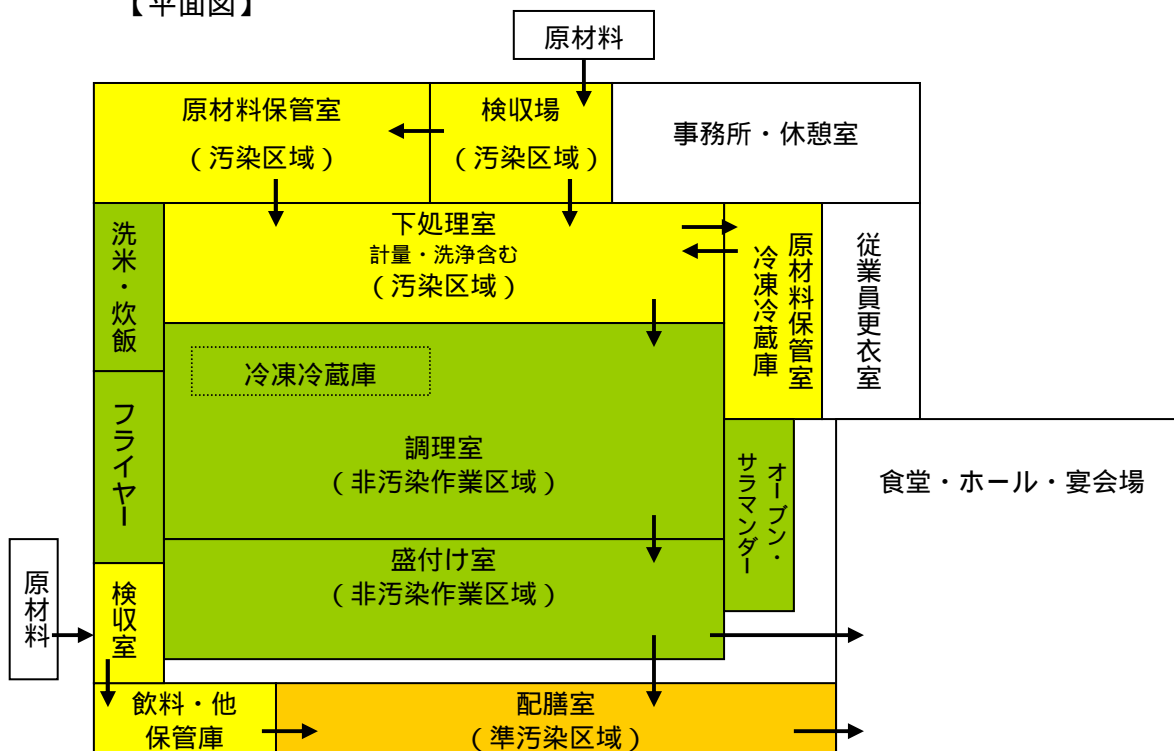 【平面図】
原材料
原材料保管室
（汚染区域）
検収場
（汚染区域）
事務所・休憩室
洗米・炊飯
下処理室
計量・洗浄含む
（汚染区域）
原材料保管室
冷凍冷蔵庫
従業員更衣室
冷凍冷蔵庫
フライヤー
調理室
（非汚染作業区域）
オーブン・
サラマンダー
食堂・ホール・宴会場
盛付け室
（非汚染作業区域）
原材料
検収室
飲料・他
保管庫
配膳室
（準汚染区域）